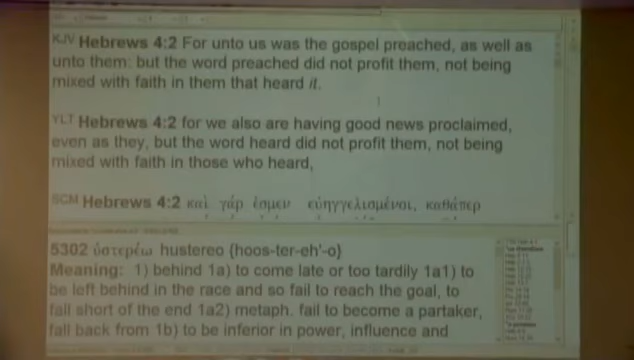 KJV Hebrews 4:2 For unto us was the gospel preached, as well as
unto them: but the word preached did not profit them, not being
mixed with faith in them that heard it.
YLT Hebrews 4:2 for we also are having good news proclaimed,
even as they, but the word heard did not profit them, not being
mixed with faith in those who heard,
Hebrews 4:2 καὶ γάρ ἐσμεν εὐηγγελισμένοι, καθάπερ
5302 ὑστερέω hustereo {hoos-ter-eh'-o}
Meaning: 1) behind 1a) to come late or too tardily 1a1) to
be left behind in the race and so fail to reach the goal, to
fall short of the end 1a2) metaph. fail to become a partaker,
fall back from 1b) to be inferior in power, influence and